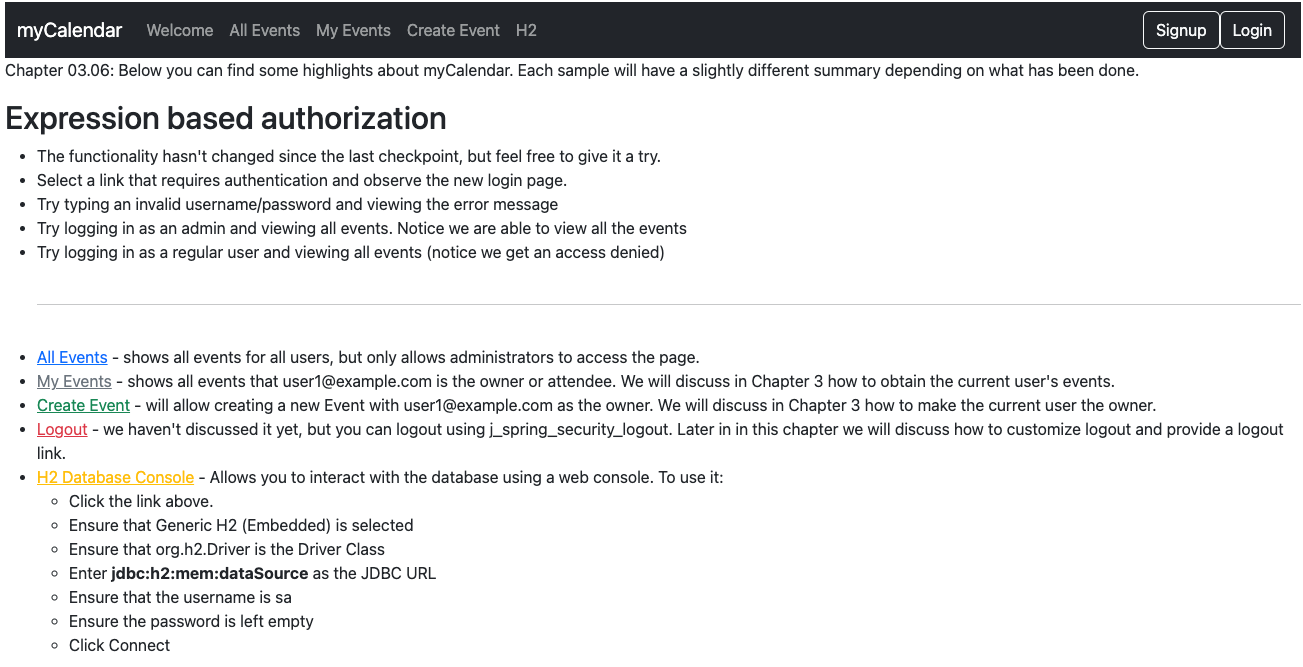 myCalendar Welcome All Events My Events Create Event H2 Signup Login
Chapter 03.06: Below you can find some highlights about myCalendar. Each sample will have a slightly different summary depending on what has been done.
Expression based authorization
• The functionality hasn't changed since the last checkpoint, but feel free to give it a try.
• Select a link that requires authentication and observe the new login page.
• Try typing an invalid username/password and viewing the error message
• Try logging in as an admin and viewing all events. Notice we are able to view all the events
• Try logging in as a regular user and viewing all events (notice we get an access denied)
• All Events - shows all events for all users, but only allows administrators to access the page.
• My Events - shows all events that user1@example.com is the owner or attendee. We will discuss in Chapter 3 how to obtain the current user's events.
• Create Event - will allow creating a new Event with user1@example.com as the owner. We will discuss in Chapter 3 how to make the current user the owner.
• Logout - we haven't discussed it yet, but you can logout using j_spring_security_logout. Later in in this chapter we will discuss how to customize logout and provide a logout
link.
• H2 Database Console - Allows you to interact with the database using a web console. To use it:
◦ Click the link above.
◦ Ensure that Generic H2 (Embedded) is selected
◦ Ensure that org.h2.Driver is the Driver Class
◦ Enter jdbc:h2:mem:dataSource as the JDBC URL
◦ Ensure that the username is sa
◦ Ensure the password is left empty
◦ Click Connect